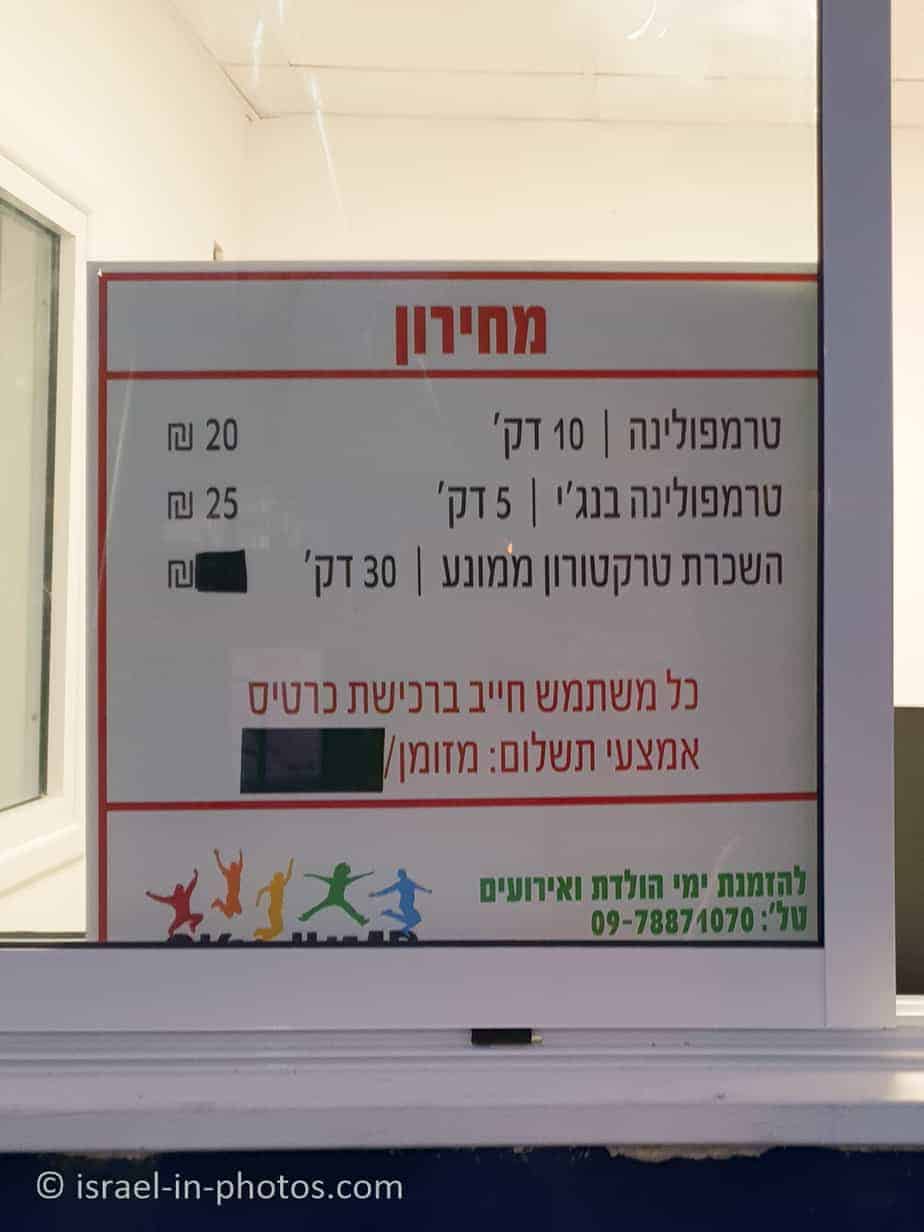 מחירון
טרמפולינה | 10 דק' 20 ₪
טרמפולינה בנג'י | 5 דק' 25 ₪
השכרת טרקטורון ממונע | 30 דק' ₪
כל משתמש חייב ברכישת כרטיס
אמצעי תשלום: מזומן/
להזמנת ימי הולדת ואירועים
טל': 09-78871070
© israel-in-photos.com